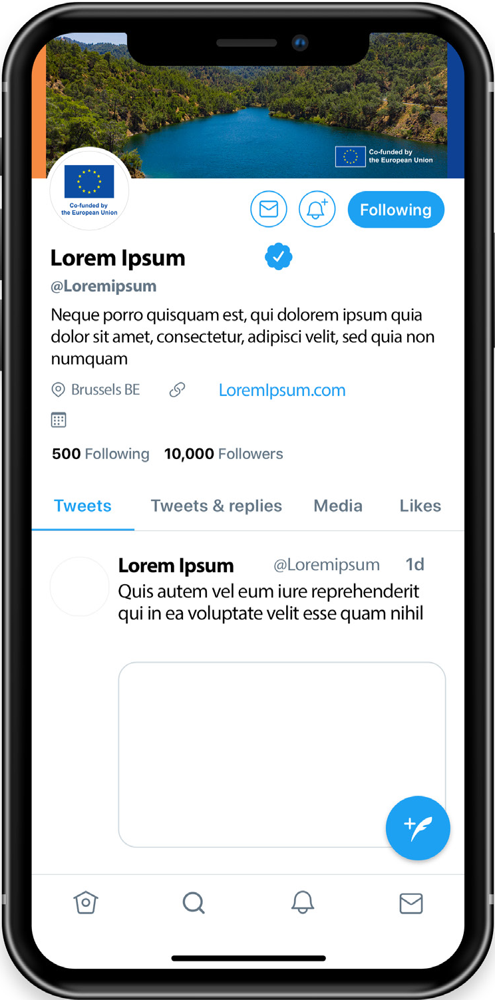 Co-funded by
the European Union
Co-funded by
the European Union
Following
Lorem Ipsum
@Loremipsum
Neque porro quisquam est, qui dolorem ipsum quia
dolor sit amet, consectetur, adipisci velit, sed quia non
numquam
Brussels BE LoremIpsum.com
500 Following 10,000 Followers
Tweets Tweets & replies Media Likes
Lorem Ipsum @Loremipsum 1d
Quis autem vel eum iure reprehenderit
qui in ea voluptate velit esse quam nihil